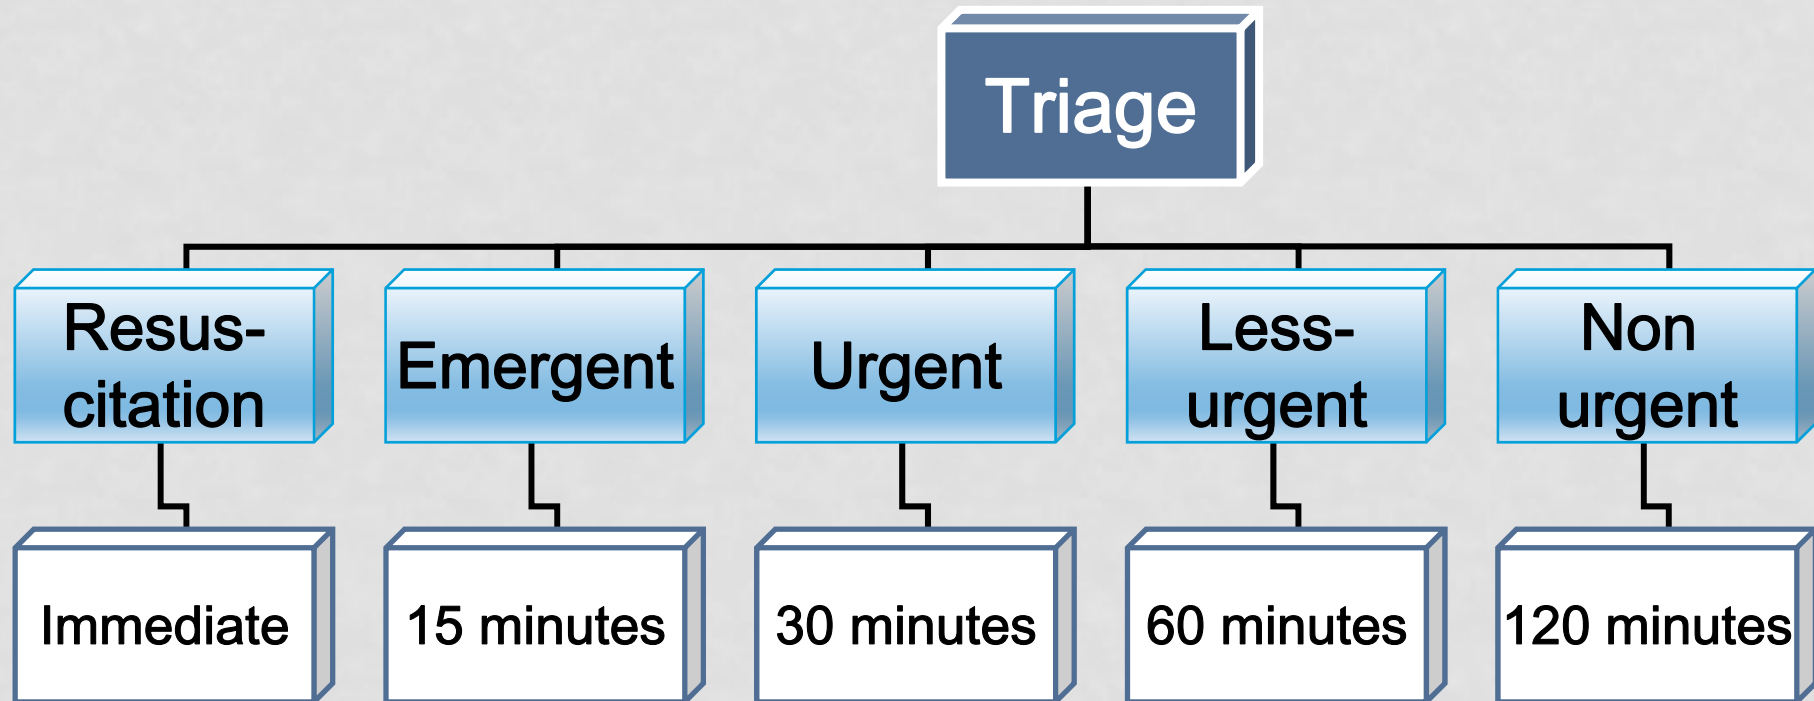 Triage
Resus-
citation
Emergent
Urgent
Less-
urgent
Non
urgent
Immediate
15 minutes
30 minutes
60 minutes
120 minutes